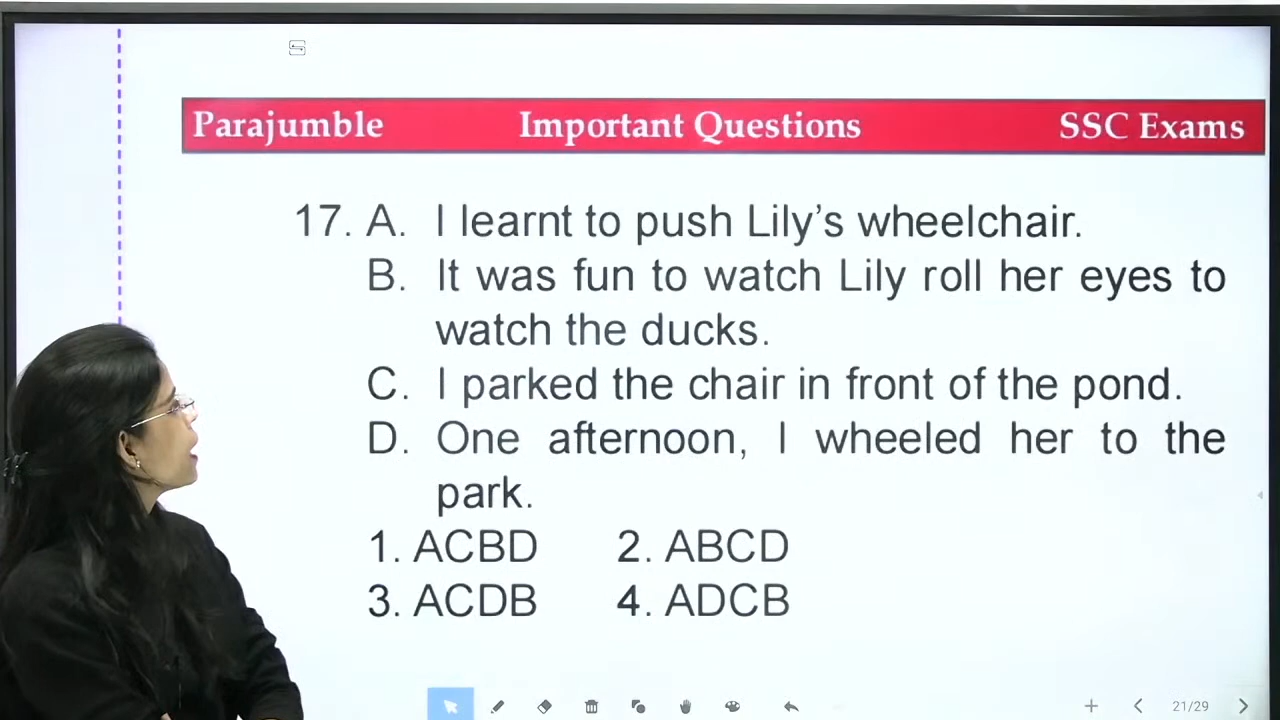 Parajumble Important Questions SSC Exams
17. A. I learnt to push Lily’s wheelchair.
B. It was fun to watch Lily roll her eyes to
watch the ducks.
C. I parked the chair in front of the pond.
D. One afternoon, I wheeled her to the
park.
1. ACBD 2. ABCD
3. ACDB 4. ADCB
21/29